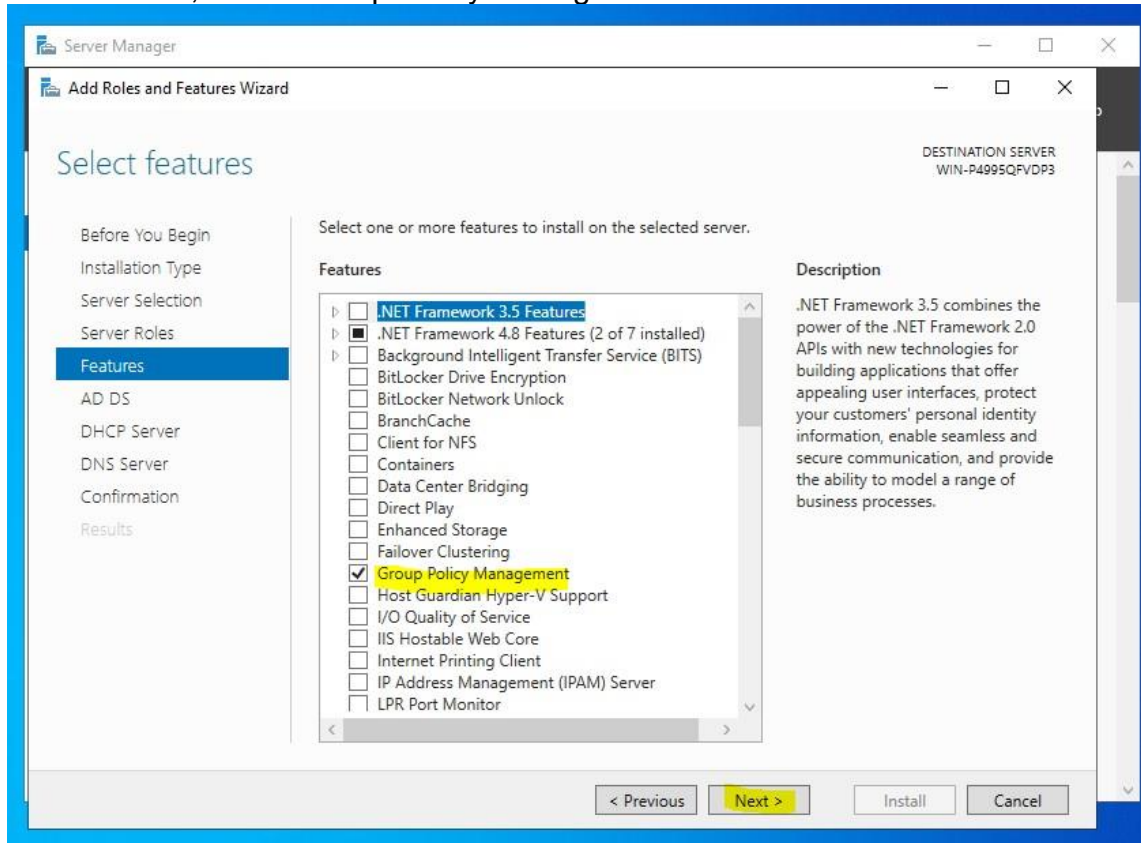 Server Manager
Add Roles and Features Wizard
Select features
DESTINATION SERVER
WIN-P4995QFVDP3
Before You Begin
Installation Type
Server Selection
Server Roles
Features
AD DS
DHCP Server
DNS Server
Confirmation
Results
Select one or more features to install on the selected server.
Features
.NET Framework 3.5 Features
.NET Framework 4.8 Features (2 of 7 installed)
Background Intelligent Transfer Service (BITS)
BitLocker Drive Encryption
BitLocker Network Unlock
BranchCache
Client for NFS
Containers
Data Center Bridging
Direct Play
Enhanced Storage
Failover Clustering
Group Policy Management
Host Guardian Hyper-V Support
I/O Quality of Service
IIS Hostable Web Core
Internet Printing Client
IP Address Management (IPAM) Server
LPR Port Monitor
Description
.NET Framework 3.5 combines the
power of the .NET Framework 2.0
APIs with new technologies for
building applications that offer
appealing user interfaces, protect
your customers' personal identity
information, enable seamless and
secure communication, and provide
the ability to model a range of
business processes.
< Previous
Next >
Install
Cancel